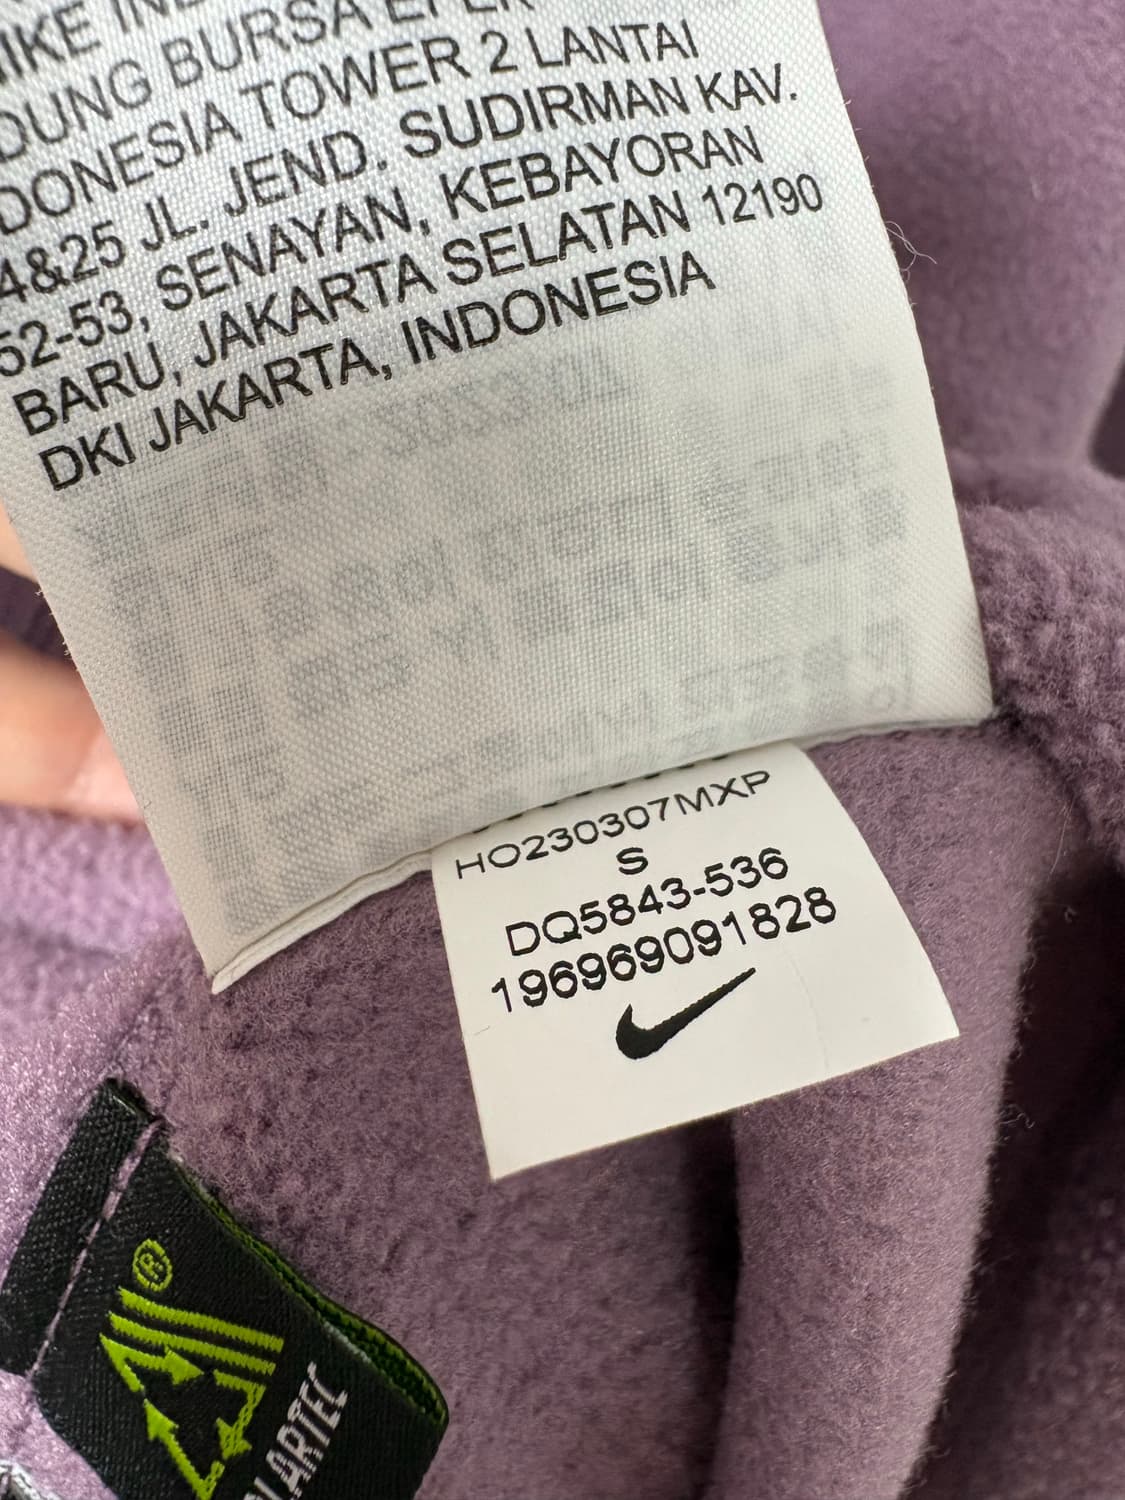 DUNG BURSA EFEK
DONESIA TOWER 2 LANTAI
4&25 JL. JEND. SUDIRMAN KAV.
52-53, SENAYAN, KEBAYORAN
BARU, JAKARTA SELATAN 12190
DKI JAKARTA, INDONESIA
HO230307MXP
S
DQ5843-536
196969091828
®
LARTEC